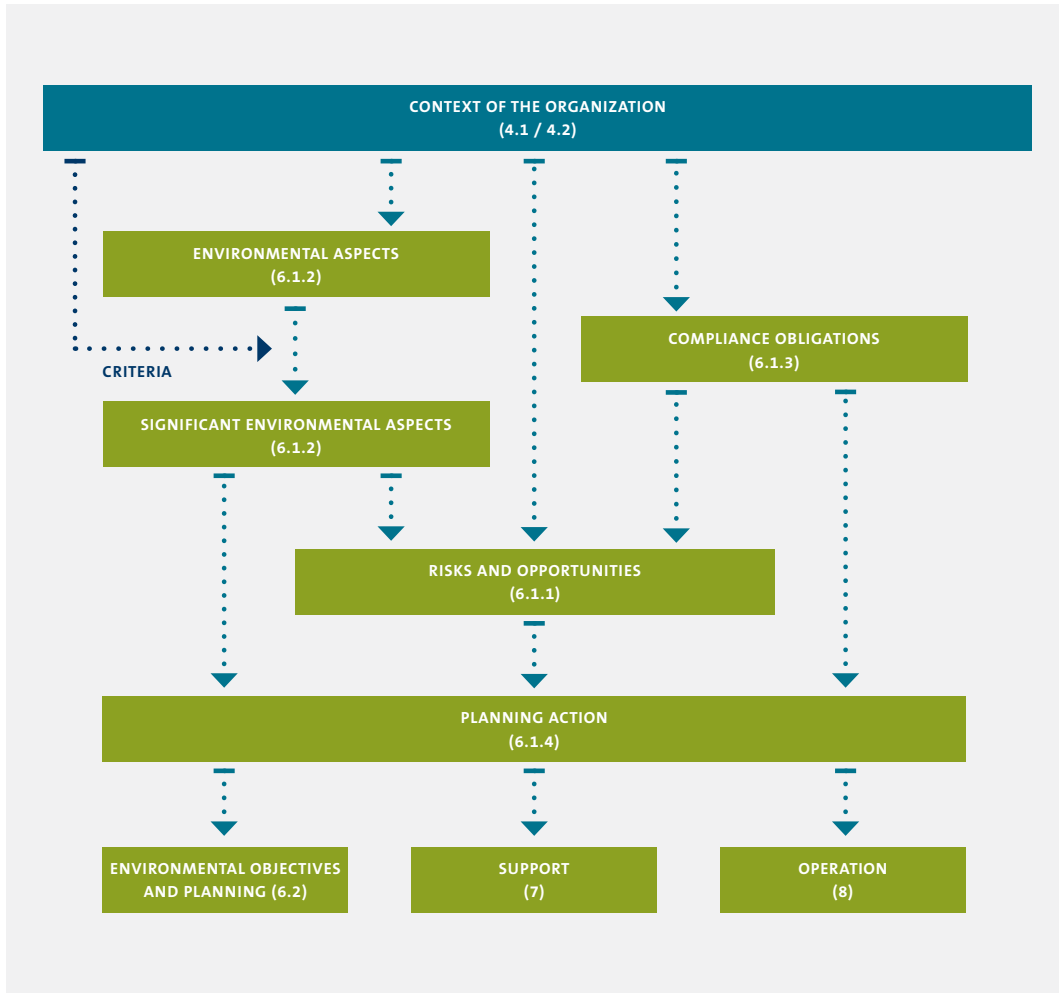 CONTEXT OF THE ORGANIZATION
(4.1 / 4.2)
ENVIRONMENTAL ASPECTS
(6.1.2)
COMPLIANCE OBLIGATIONS
(6.1.3)
CRITERIA
SIGNIFICANT ENVIRONMENTAL ASPECTS
(6.1.2)
RISKS AND OPPORTUNITIES
(6.1.1)
PLANNING ACTION
(6.1.4)
ENVIRONMENTAL OBJECTIVES
AND PLANNING (6.2)
SUPPORT
(7)
OPERATION
(8)